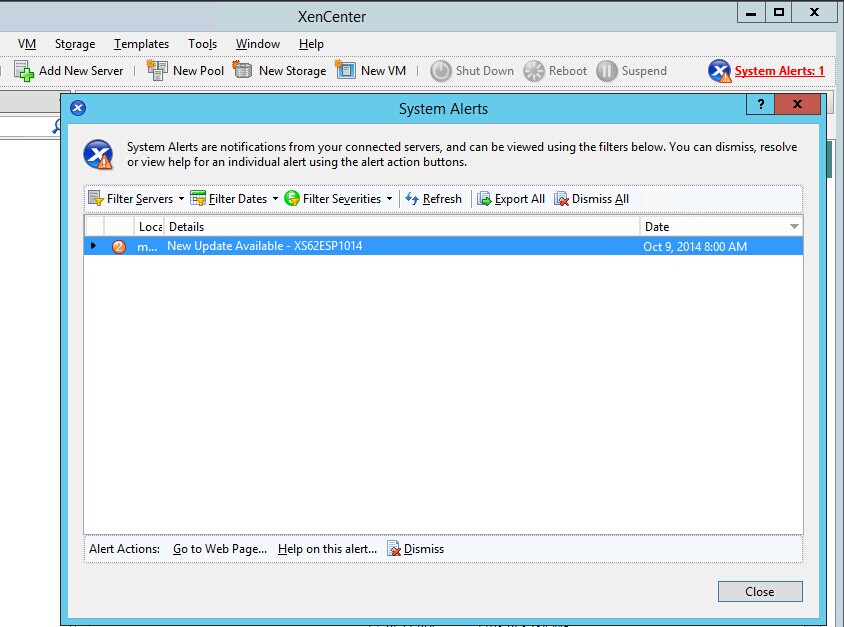 XenCenter
VM Storage Templates Tools Window Help
Add New Server New Pool New Storage New VM Shut Down Reboot Suspend System Alerts: 1
System Alerts
System Alerts are notifications from your connected servers, and can be viewed using the filters below. You can dismiss, resolve
or view help for an individual alert using the alert action buttons.
Filter Servers Filter Dates Filter Severities Refresh Export All Dismiss All
Loca Details Date
2 m... New Update Available - XS62ESP1014 Oct 9, 2014 8:00 AM
Alert Actions: Go to Web Page... Help on this alert... Dismiss
Close